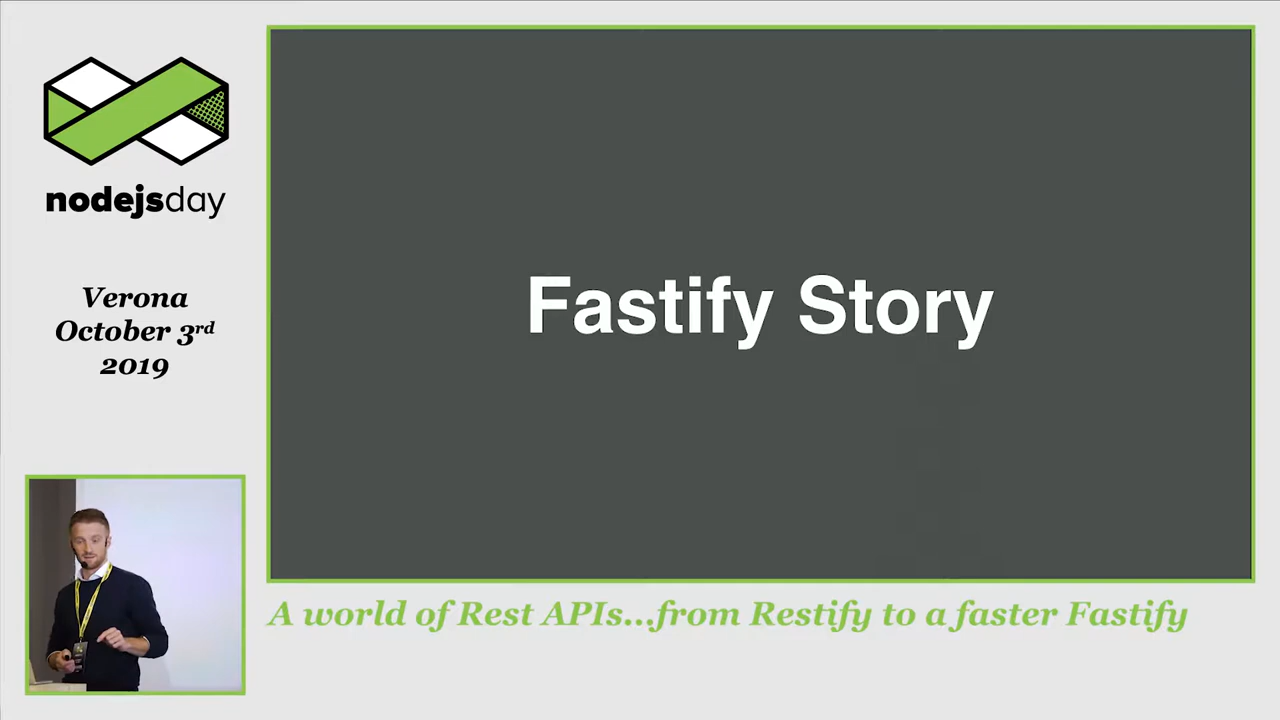 nodejsday
Verona
October 3rd
2019
Fastify Story
A world of Rest APIs...from Restify to a faster Fastify